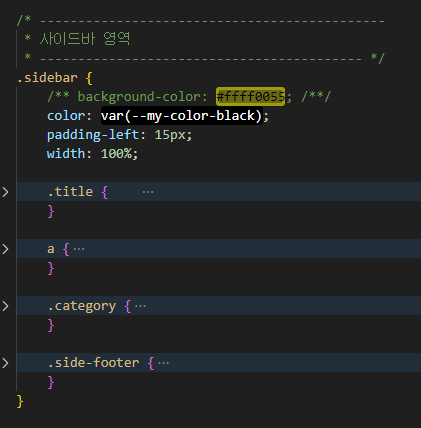 /* --------------------------------------------
 * 사이드바 영역
 * ----------------------------------------- */
.sidebar {
    /** background-color: #ffff0055; /**/
    color: var(--my-color-black);
    padding-left: 15px;
    width: 100%;
    .title {    ...
    }
    a {...
    }
    .category {...
    }
    .side-footer {...
    }
}